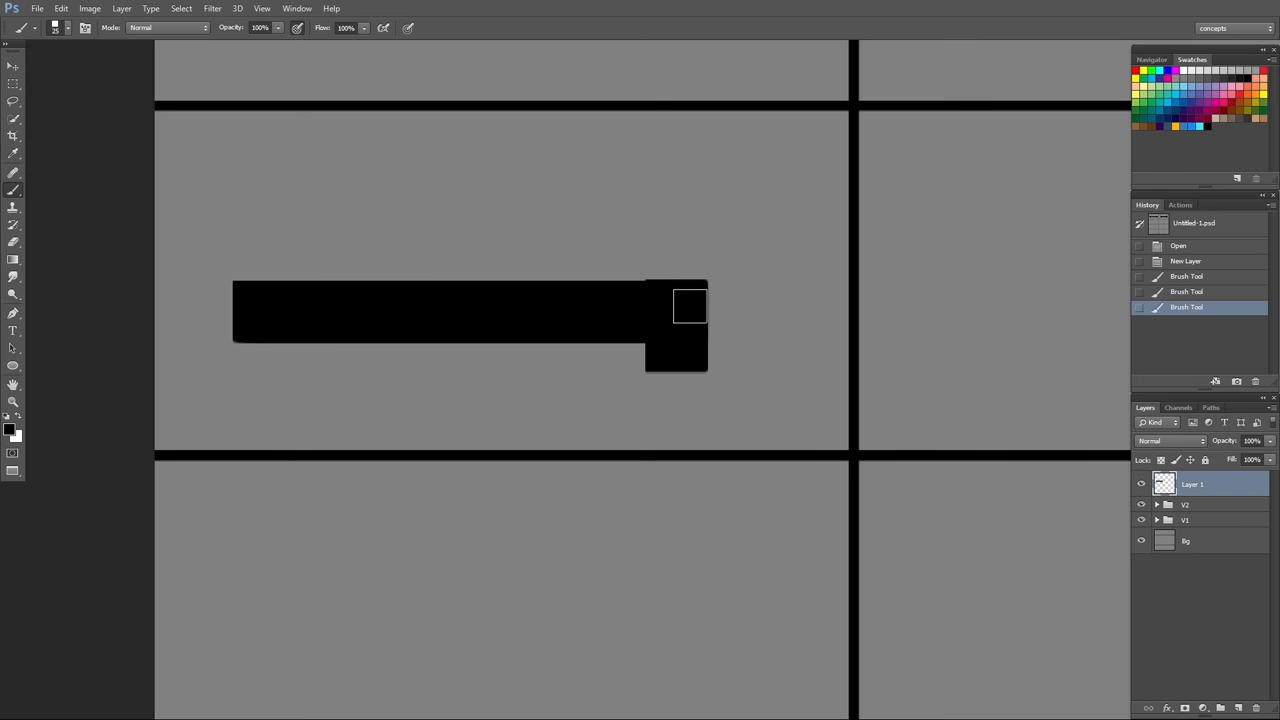 Ps File Edit Image Layer Type Select Filter 3D View Window Help
25 Mode: Normal Opacity: 100% Flow: 100% concepts
Navigator Swatches
History Actions
Untitled-1.psd
Open
New Layer
Brush Tool
Brush Tool
Brush Tool
Layers Channels Paths
Kind
Normal Opacity: 100%
Lock: Fill: 100%
Layer 1
V2
V1
Bg